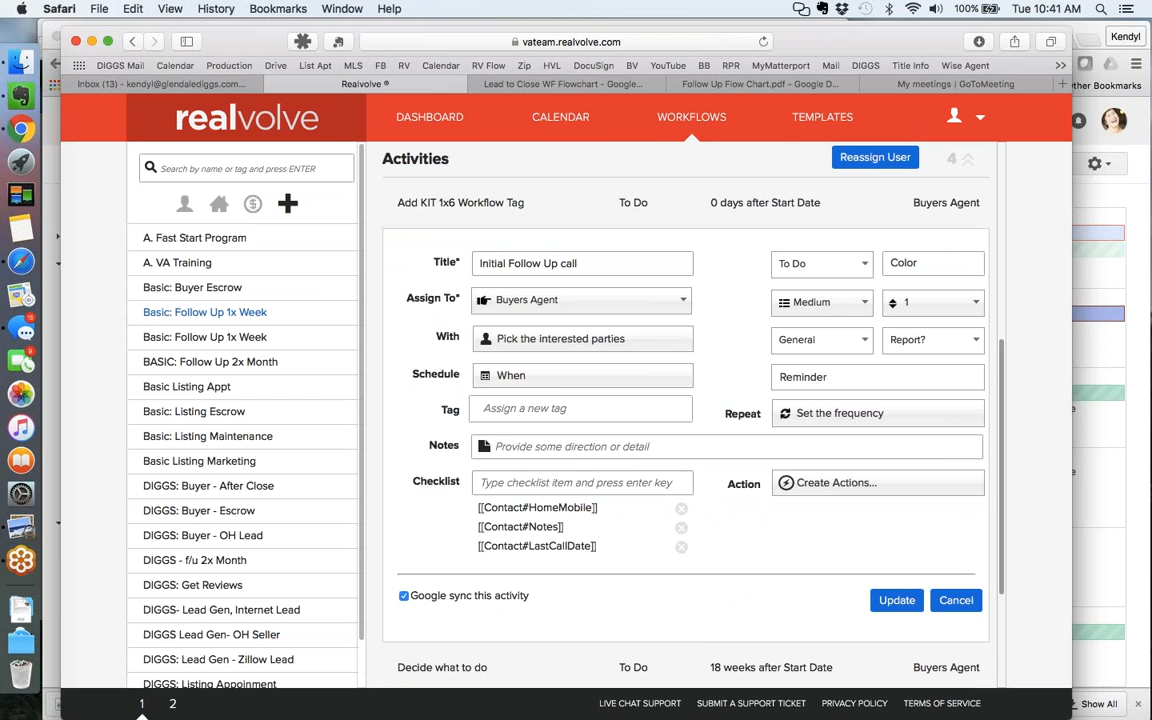 Safari File Edit View History Bookmarks Window Help 100% Tue 10:41 AM
vateam.realvolve.com
Kendyl
DIGGS Mail Calendar Production Drive List Apt MLS FB RV Calendar RV Flow Zip HVL DocuSign BV YouTube BB RPR MyMatterport Mail DIGGS Title Info Wise Agent
Inbox (13) - kendyl@glendalediggs.com... Realvolve ® Lead to Close WF Flowchart - Google... Follow Up Flow Chart.pdf - Google D... My meetings | GoToMeeting
ther Bookmarks
realvolve DASHBOARD CALENDAR WORKFLOWS TEMPLATES
Search by name or tag and press ENTER
A. Fast Start Program
A. VA Training
Basic: Buyer Escrow
Basic: Follow Up 1x Week
Basic: Follow Up 1x Week
BASIC: Follow Up 2x Month
Basic Listing Appt
Basic: Listing Escrow
Basic: Listing Maintenance
Basic Listing Marketing
DIGGS: Buyer - After Close
DIGGS: Buyer - Escrow
DIGGS: Buyer - OH Lead
DIGGS - f/u 2x Month
DIGGS: Get Reviews
DIGGS- Lead Gen, Internet Lead
DIGGS Lead Gen- OH Seller
DIGGS: Lead Gen - Zillow Lead
DIGGS: Listing Appoinment
Activities Reassign User 4
Add KIT 1x6 Workflow Tag To Do 0 days after Start Date Buyers Agent
Title* Initial Follow Up call To Do Color
Assign To* Buyers Agent Medium 1
With Pick the interested parties General Report?
Schedule When Reminder
Tag Assign a new tag Repeat Set the frequency
Notes Provide some direction or detail
Checklist Type checklist item and press enter key Action Create Actions...
[[Contact#HomeMobile]]
[[Contact#Notes]]
[[Contact#LastCallDate]]
Google sync this activity Update Cancel
Decide what to do To Do 18 weeks after Start Date Buyers Agent
1 2 LIVE CHAT SUPPORT SUBMIT A SUPPORT TICKET PRIVACY POLICY TERMS OF SERVICE
Show All